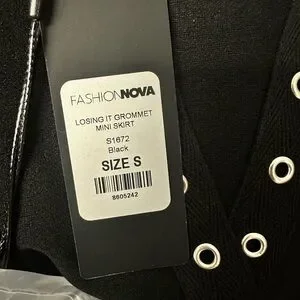 FASHIONNOVA
LOSING IT GROMMET
MINI SKIRT
S1672
Black
SIZE S
8605242